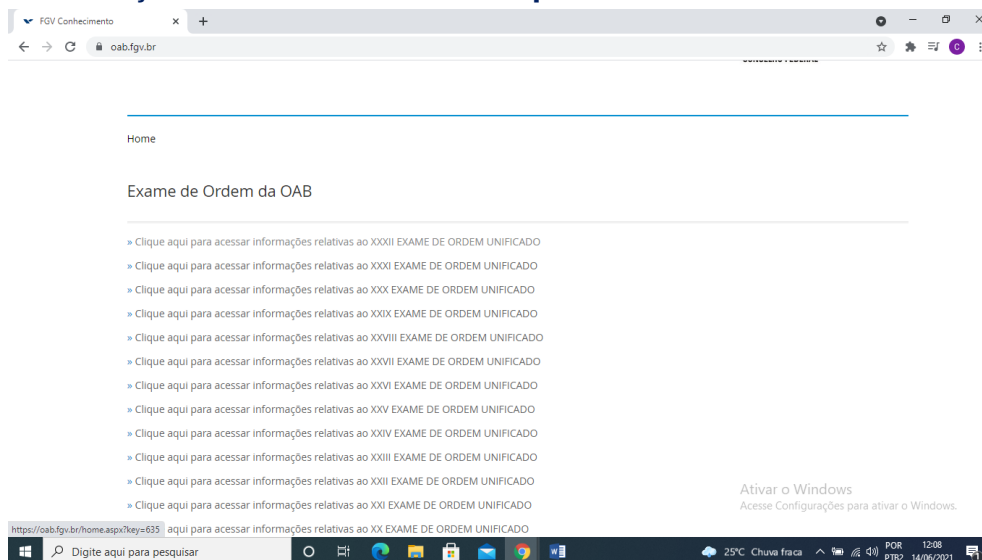 FGV Conhecimento
oab.fgv.br
C
Home
Exame de Ordem da OAB
» Clique aqui para acessar informações relativas ao XXXII EXAME DE ORDEM UNIFICADO
» Clique aqui para acessar informações relativas ao XXXI EXAME DE ORDEM UNIFICADO
» Clique aqui para acessar informações relativas ao XXX EXAME DE ORDEM UNIFICADO
» Clique aqui para acessar informações relativas ao XXIX EXAME DE ORDEM UNIFICADO
» Clique aqui para acessar informações relativas ao XXVIII EXAME DE ORDEM UNIFICADO
» Clique aqui para acessar informações relativas ao XXVII EXAME DE ORDEM UNIFICADO
» Clique aqui para acessar informações relativas ao XXVI EXAME DE ORDEM UNIFICADO
» Clique aqui para acessar informações relativas ao XXV EXAME DE ORDEM UNIFICADO
» Clique aqui para acessar informações relativas ao XXIV EXAME DE ORDEM UNIFICADO
» Clique aqui para acessar informações relativas ao XXIII EXAME DE ORDEM UNIFICADO
» Clique aqui para acessar informações relativas ao XXII EXAME DE ORDEM UNIFICADO
» Clique aqui para acessar informações relativas ao XXI EXAME DE ORDEM UNIFICADO
aqui para acessar informações relativas ao XX EXAME DE ORDEM UNIFICADO
https://oab.fgv.br/home.aspx?key=635
Ativar o Windows
Acesse Configurações para ativar o Windows.
Digite aqui para pesquisar
25°C Chuva fraca
POR
PTB2
12:08
14/06/2021